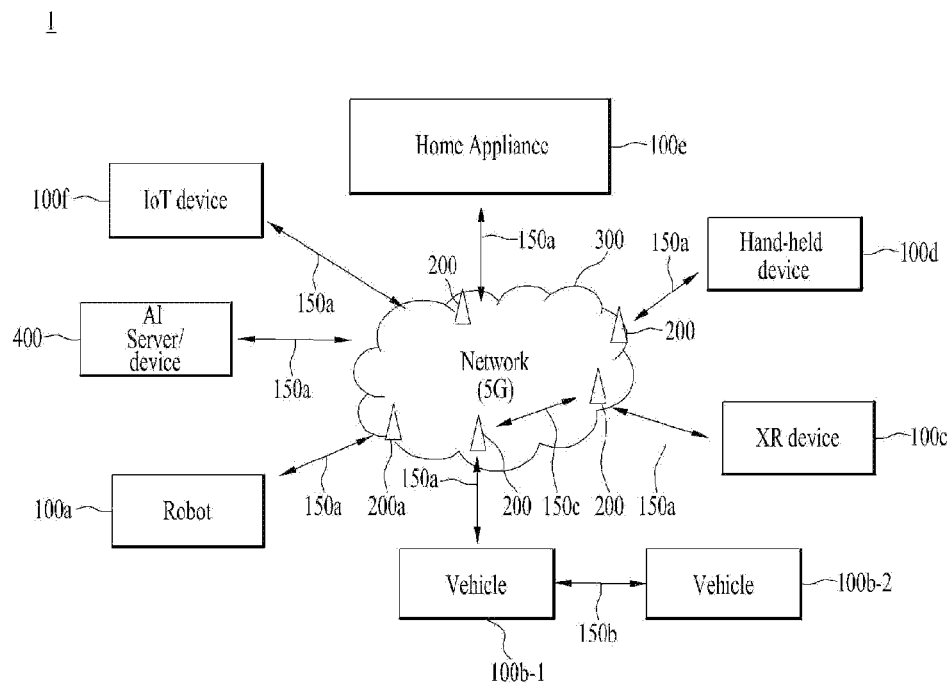 1
Home Appliance
100e
100f
IoT device
150a
200
150a
300
150a
Hand-held
device
100d
400
AI
Server/
device
150a
Network
(5G)
200
100a
Robot
150a
200a
150a
200
150c
200
150a
XR device
100c
Vehicle
100b-1
150b
Vehicle
100b-2